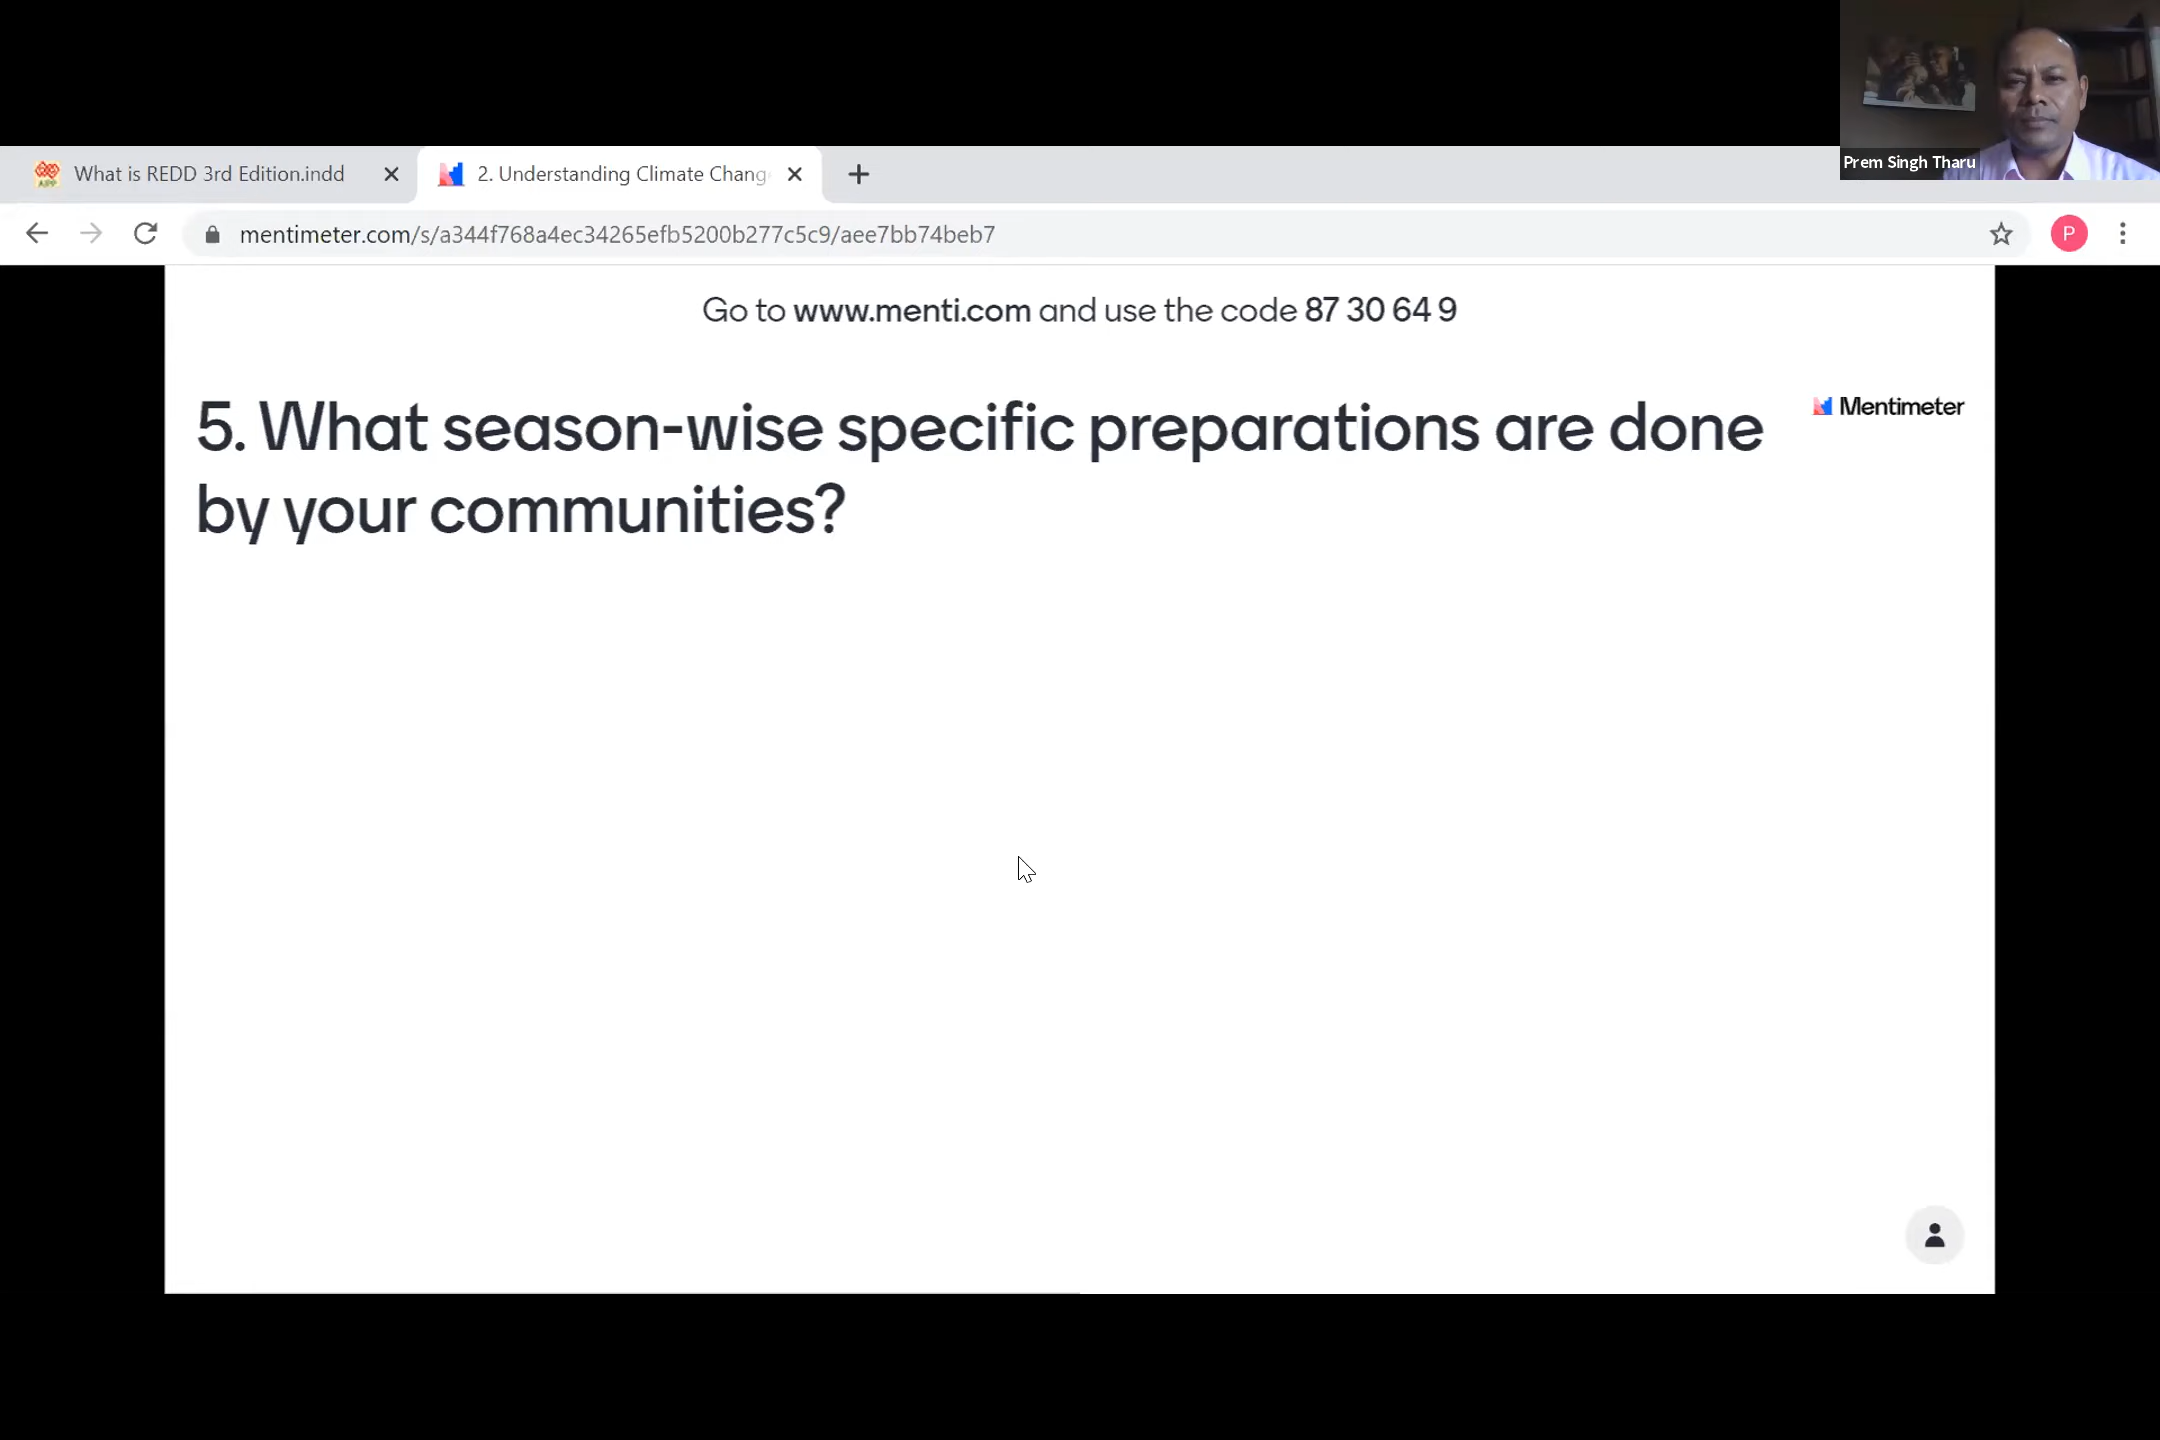 Prem Singh Tharu
What is REDD 3rd Edition.indd
2. Understanding Climate Chang
mentimeter.com/s/a344f768a4ec34265efb5200b277c5c9/aee7bb74beb7
P
Go to www.menti.com and use the code 87 30 64 9
5. What season-wise specific preparations are done
by your communities?
Mentimeter